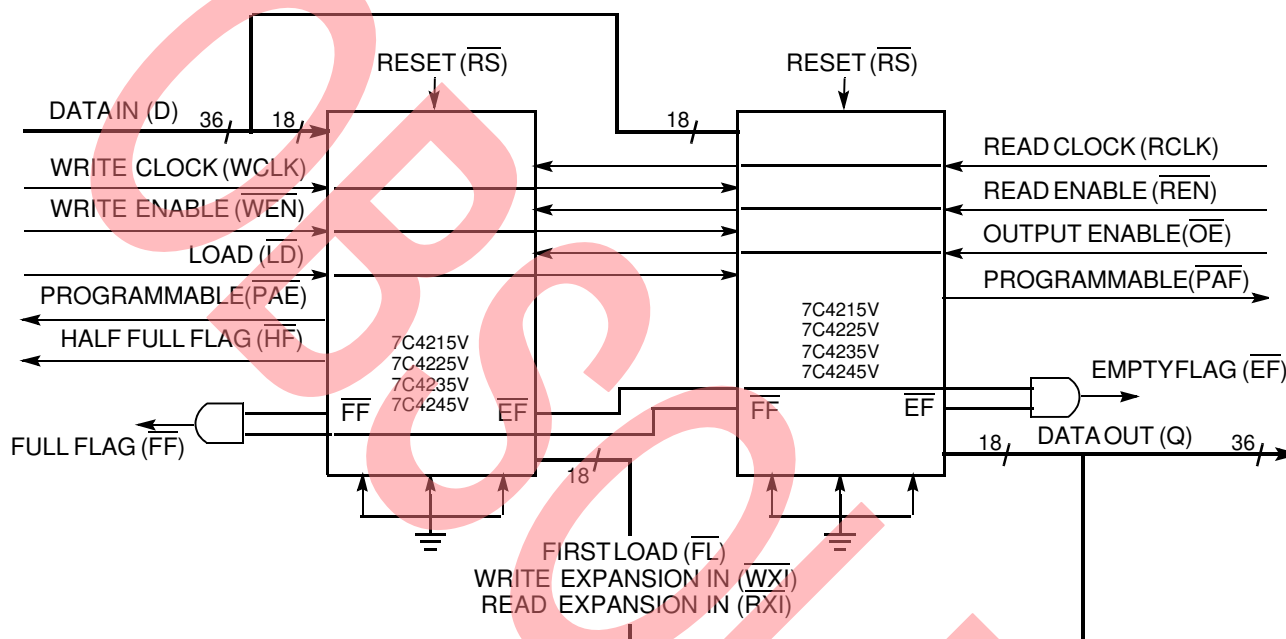 RESET (RS)
RESET (RS)
DATA IN (D)
36
18
18
WRITE CLOCK (WCLK)
READ CLOCK (RCLK)
WRITE ENABLE (WEN)
READ ENABLE (REN)
LOAD (LD)
OUTPUT ENABLE (OE)
PROGRAMMABLE (PAE)
PROGRAMMABLE (PAF)
HALF FULL FLAG (HF)
7C4215V
7C4225V
7C4235V
7C4245V
7C4215V
7C4225V
7C4235V
7C4245V
EMPTY FLAG (EF)
FF
EF
FF
EF
FULL FLAG (FF)
DATA OUT (Q)
18
36
18
FIRST LOAD (FL)
WRITE EXPANSION IN (WXI)
READ EXPANSION IN (RXI)